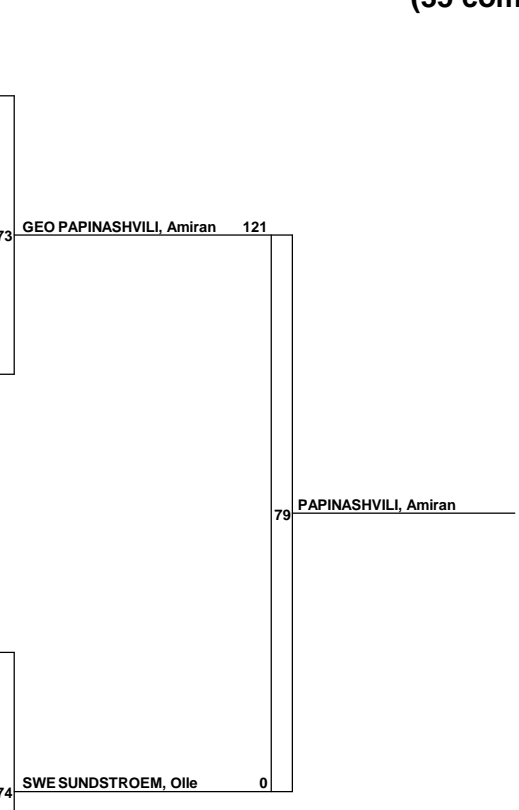 GEO PAPINASHVILI, Amiran 121
73
PAPINASHVILI, Amiran
79
SWE SUNDSTROEM, Olle 0
74